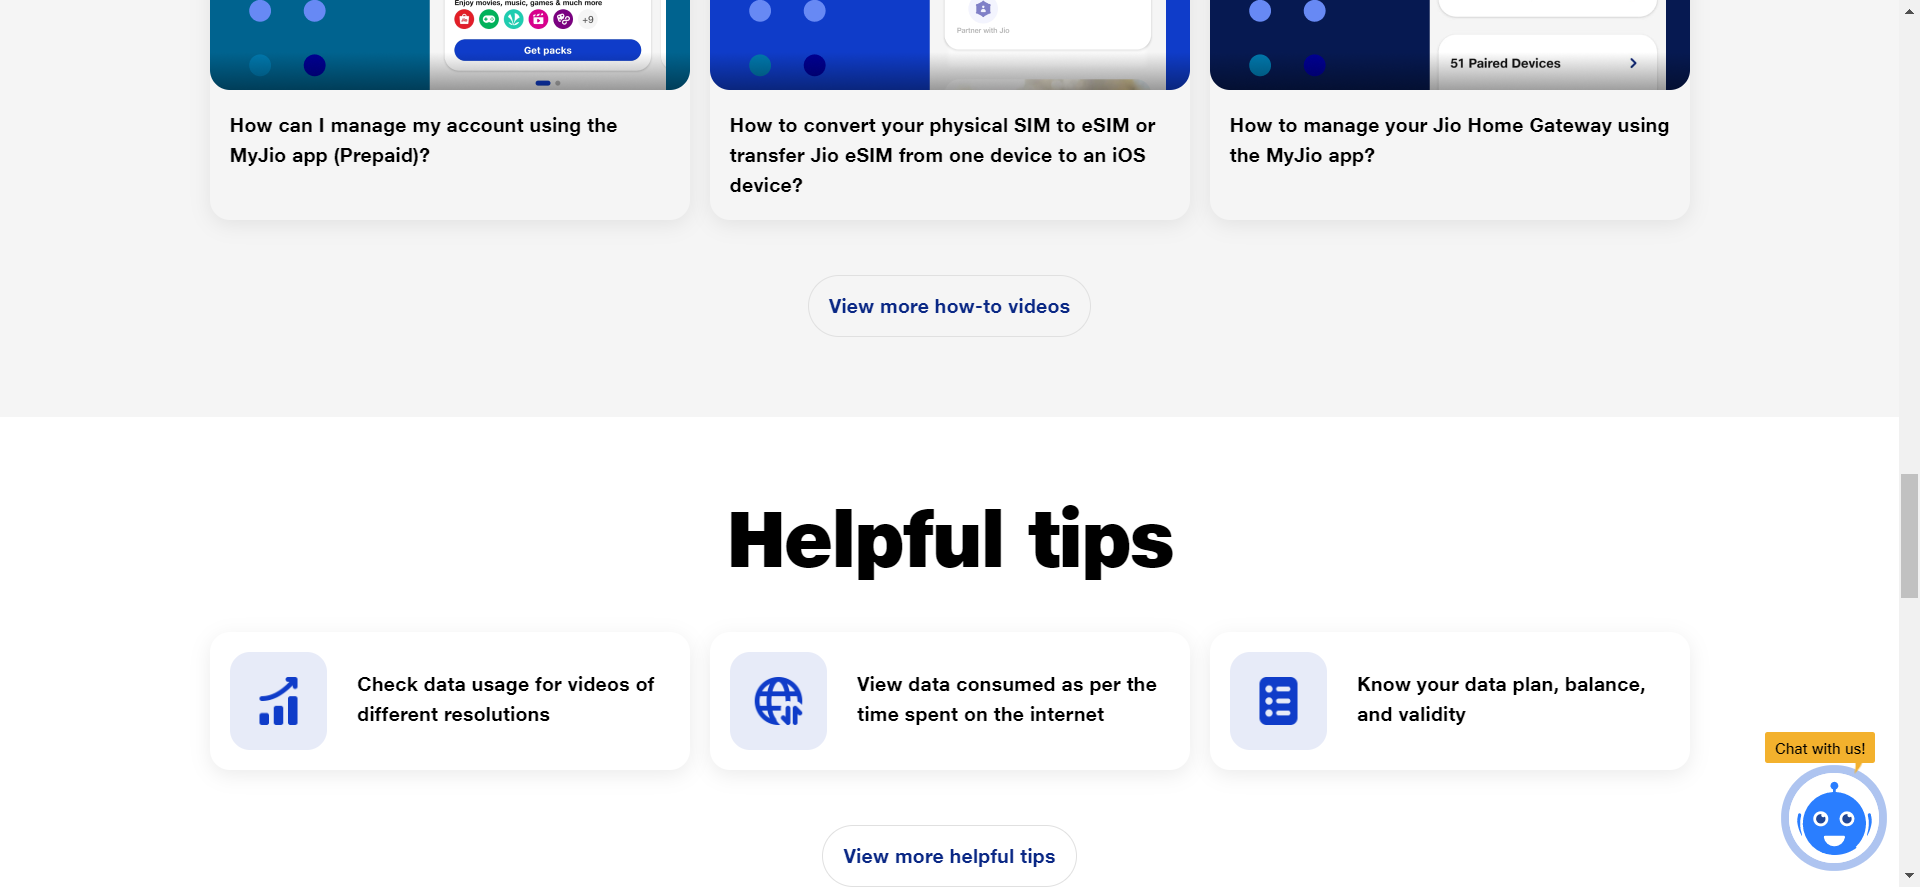 Enjoy movies, music, games & much more
+9
Get packs
Partner with Jio
51 Paired Devices
How can I manage my account using the
MyJio app (Prepaid)?
How to convert your physical SIM to eSIM or
transfer Jio eSIM from one device to an iOS
device?
How to manage your Jio Home Gateway using
the MyJio app?
View more how-to videos
Helpful tips
Check data usage for videos of
different resolutions
View data consumed as per the
time spent on the internet
Know your data plan, balance,
and validity
Chat with us!
View more helpful tips